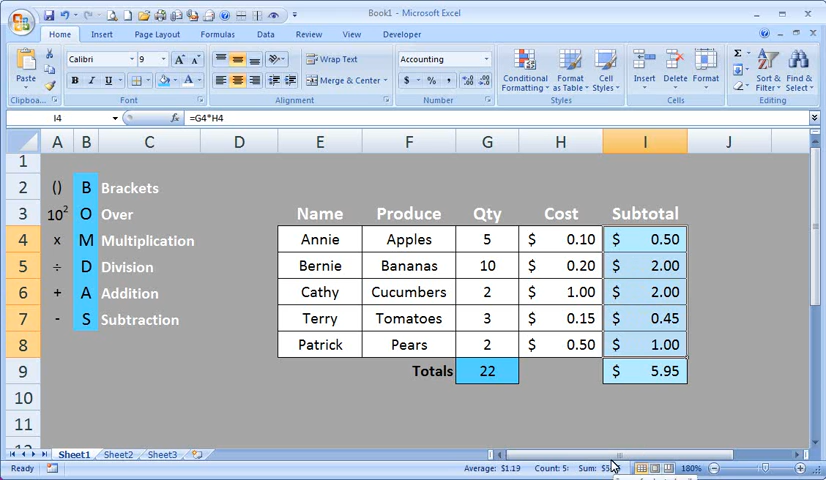 Book1 - Microsoft Excel
Home Insert Page Layout Formulas Data Review View Developer
Paste Calibri 9 A A Wrap Text Accounting Conditional Formatting Format as Table Cell Styles Insert Delete Format Σ Sort & Filter Find & Select
B I U A Merge & Center $ % , .0 .00 .00 .0
Clipboard Font Alignment Number Styles Cells Editing
I4 fx =G4*H4
A B C D E F G H I J
1
2 () B Brackets
3 10² O Over Name Produce Qty Cost Subtotal
4 x M Multiplication Annie Apples 5 $ 0.10 $ 0.50
5 ÷ D Division Bernie Bananas 10 $ 0.20 $ 2.00
6 + A Addition Cathy Cucumbers 2 $ 1.00 $ 2.00
7 - S Subtraction Terry Tomatoes 3 $ 0.15 $ 0.45
8 Patrick Pears 2 $ 0.50 $ 1.00
9 Totals 22 $ 5.95
10
11
Sheet1 Sheet2 Sheet3
Ready Average: $1.19 Count: 5 Sum: 180%